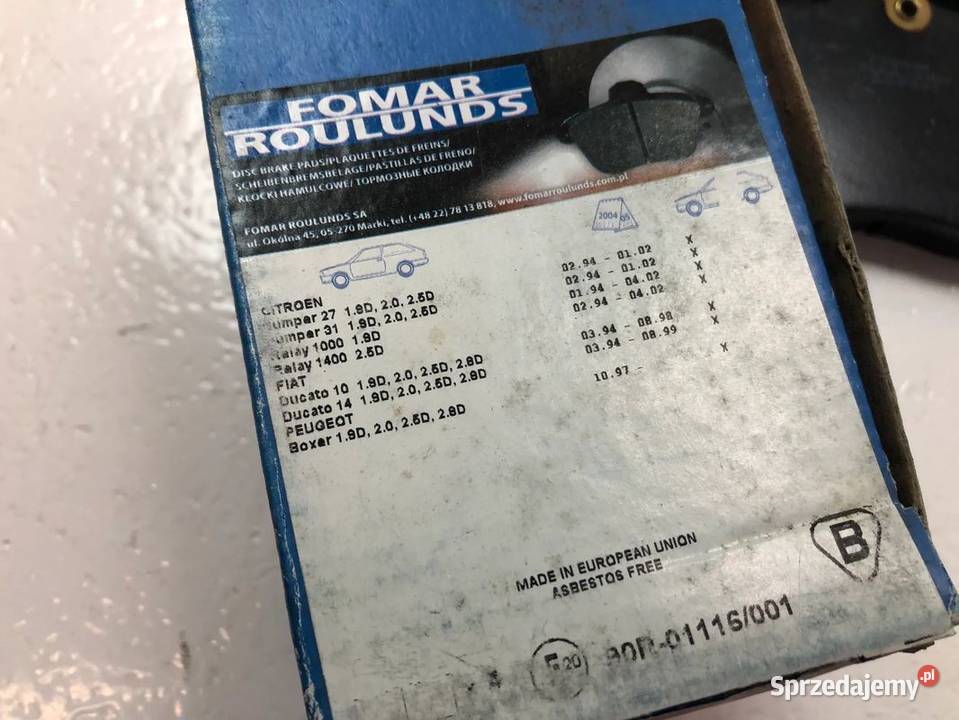 FOMAR
ROULUNDS
DISC BRAKE PADS/PLAQUETTES DE FREINS/
SCHEIBENBREMSBELAGE/PASTILLAS DE FRENO/
KLOCKI HAMULCOWE/ ТОРМОЗНЫЕ КОЛОДКИ
FOMAR ROULUNDS SA
ul. Okólna 45, 05-270 Marki, tel. (+48 22) 78 13 818, www.fomarroulunds.com.pl
2004 05
CITROEN
Jumper 27 1.9D, 2.0, 2.5D 02.94 - 01.02 X
Jumper 31 1.9D, 2.0, 2.5D 02.94 - 01.02 X
Relay 1000 1.9D 01.94 - 04.02 X
Relay 1400 2.5D 02.94 - 04.02 X
FIAT
Ducato 10 1.9D, 2.0, 2.5D, 2.8D 03.94 - 08.98 X
Ducato 14 1.9D, 2.0, 2.5D, 2.8D 03.94 - 08.99 X
PEUGEOT
Boxer 1.9D, 2.0, 2.5D, 2.8D 10.97 - X
MADE IN EUROPEAN UNION
ASBESTOS FREE
B
E20 90R-01116/001
Sprzedajemy.pl